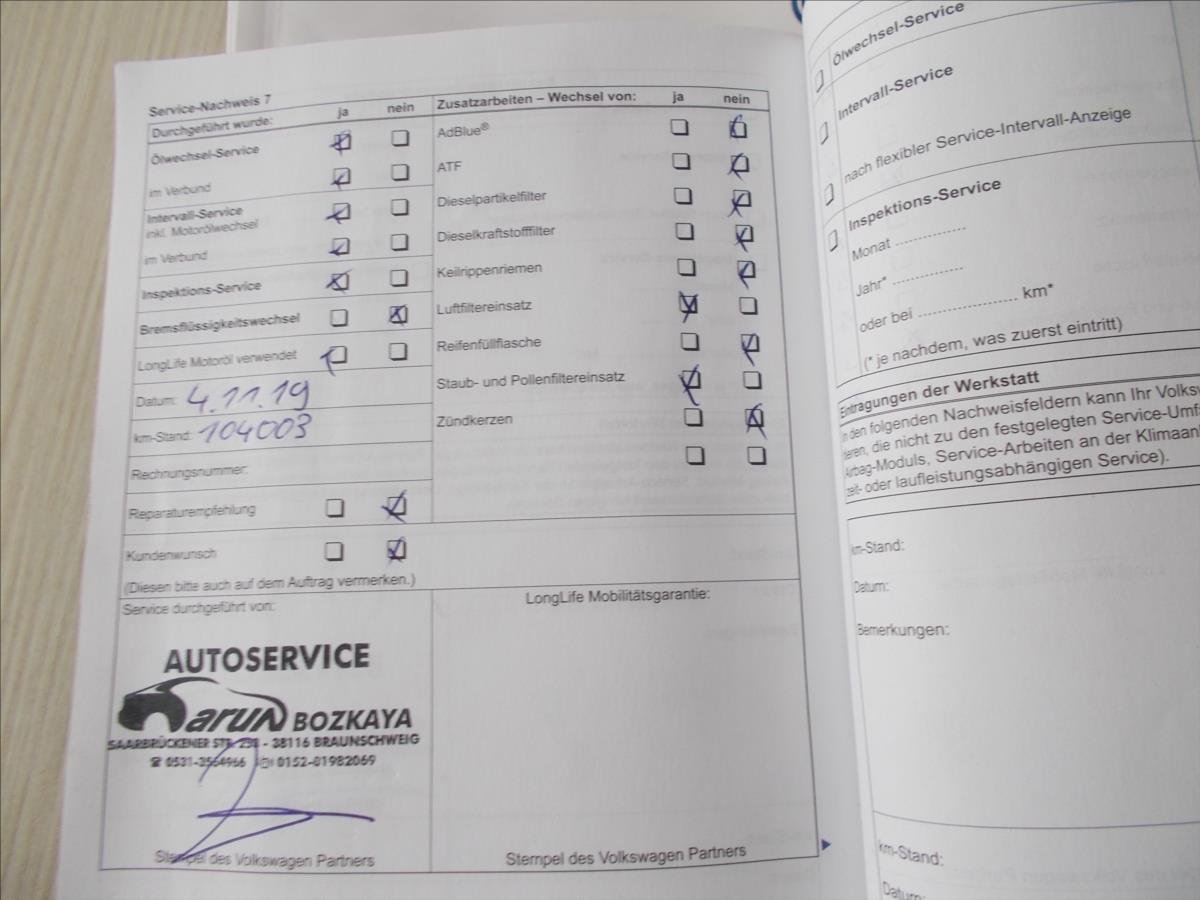 Service-Nachweis 7
Durchgeführt wurde: ja nein
Ölwechsel-Service
im Verbund
Intervall-Service
inkl. Motorölwechsel
im Verbund
Inspektions-Service
Bremsflüssigkeitswechsel
LongLife Motoröl verwendet
Datum: 4.11.19
km-Stand: 104003
Rechnungsnummer:
Reparaturempfehlung
Kundenwunsch
(Diesen bitte auch auf dem Auftrag vermerken.)
Zusatzarbeiten – Wechsel von: ja nein
AdBlue®
ATF
Dieselpartikelfilter
Dieselkraftstofffilter
Keilrippenriemen
Luftfiltereinsatz
Reifenfüllflasche
Staub- und Pollenfiltereinsatz
Zündkerzen
Service durchgeführt von:
AUTOSERVICE
Harun BOZKAYA
SAARBRÜCKENER STR. - 38116 BRAUNSCHWEIG
☎ 0531-3564966 0152-01982069
Stempel des Volkswagen Partners
LongLife Mobilitätsgarantie:
Stempel des Volkswagen Partners
Ölwechsel-Service
Intervall-Service
nach flexibler Service-Intervall-Anzeige
Inspektions-Service
Monat ..............
Jahr* ..............
oder bei ................... km*
(* je nachdem, was zuerst eintritt)
Eintragungen der Werkstatt
In den folgenden Nachweisfeldern kann Ihr
die nicht zu den festgelegten
Airbag-Moduls, Service-Arbeiten an der
zeit- oder laufleistungsabhängigen Service).
km-Stand:
Datum:
Bemerkungen:
km-Stand:
Datum: